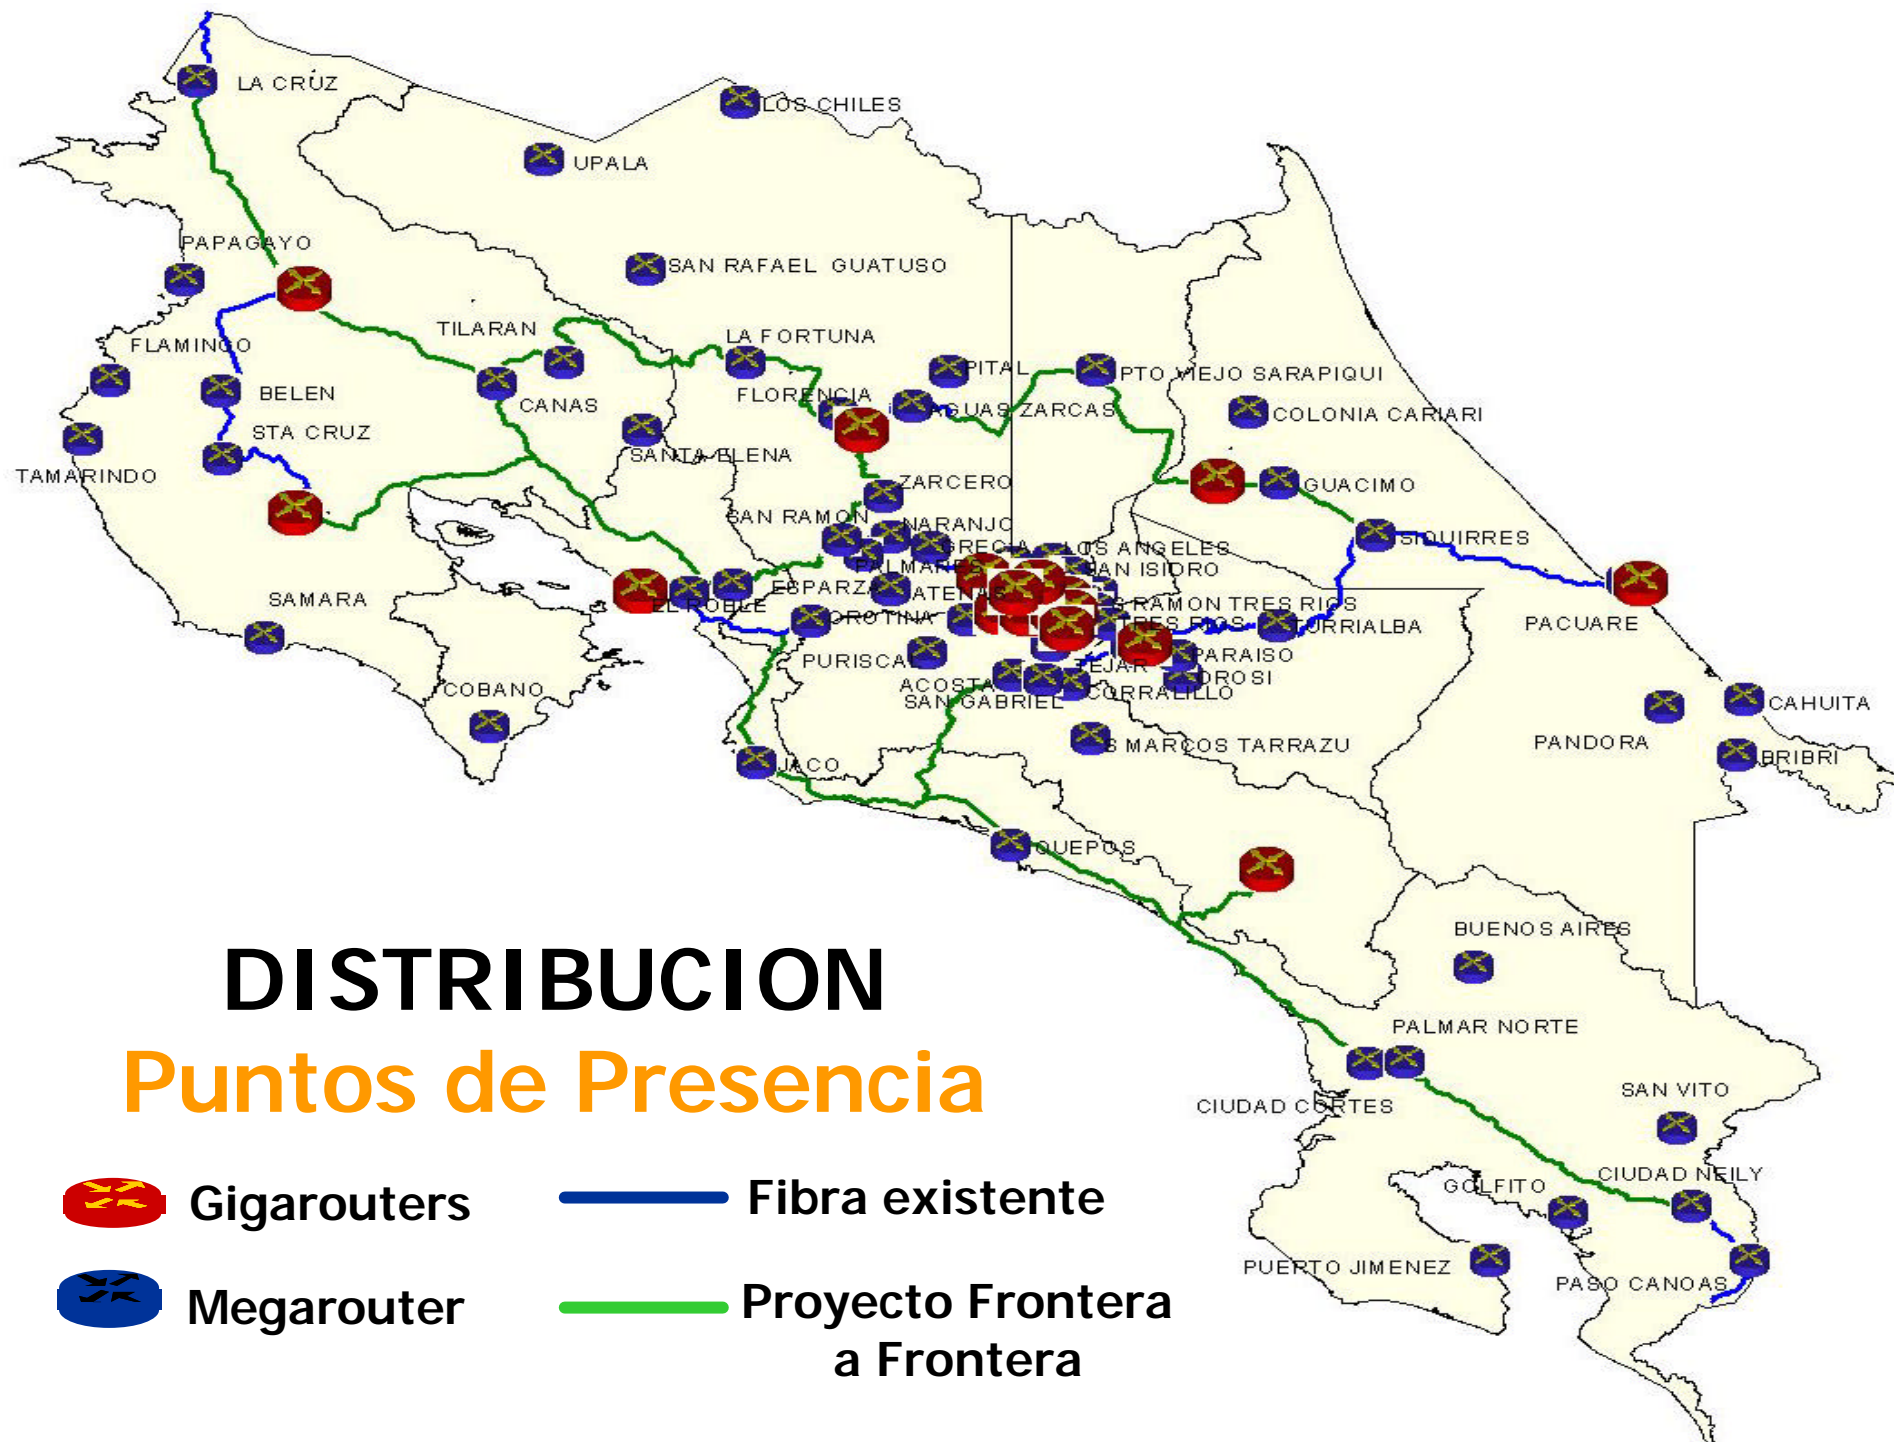 LA CRUZ
LOS CHILES
UPALA
PAPAGAYO
SAN RAFAEL GUATUSO
TILARAN
LA FORTUNA
FLAMINGO
PITAL
PTO VIEJO SARAPIQUI
BELEN
CANAS
FLORENCIA
AGUAS ZARCAS
COLONIA CARIARI
STA CRUZ
SANTA ELENA
TAMARINDO
ZARCERO
GUACIMO
SAN RAMON
NARANJO
SIQUIRRES
GRECIA
LOS ANGELES
PALMARES
SAN ISIDRO
ESPARZA
ATENAS
SAMARA
EL ROBLE
S RAMON TRES RIOS
OROTINA
TRES RIOS
TURRIALBA
PACUARE
PURISCAL
PARAISO
TEJAR
OROSI
ACOSTA
CORRALILLO
COBANO
SAN GABRIEL
CAHUITA
S MARCOS TARRAZU
PANDORA
BRIBRI
JACO
QUEPOS
BUENOS AIRES
DISTRIBUCION
Puntos de Presencia
PALMAR NORTE
SAN VITO
CIUDAD CORTES
CIUDAD NEILY
GOLFITO
PUERTO JIMENEZ
PASO CANOAS
Gigarouters
Fibra existente
Megarouter
Proyecto Frontera
a Frontera